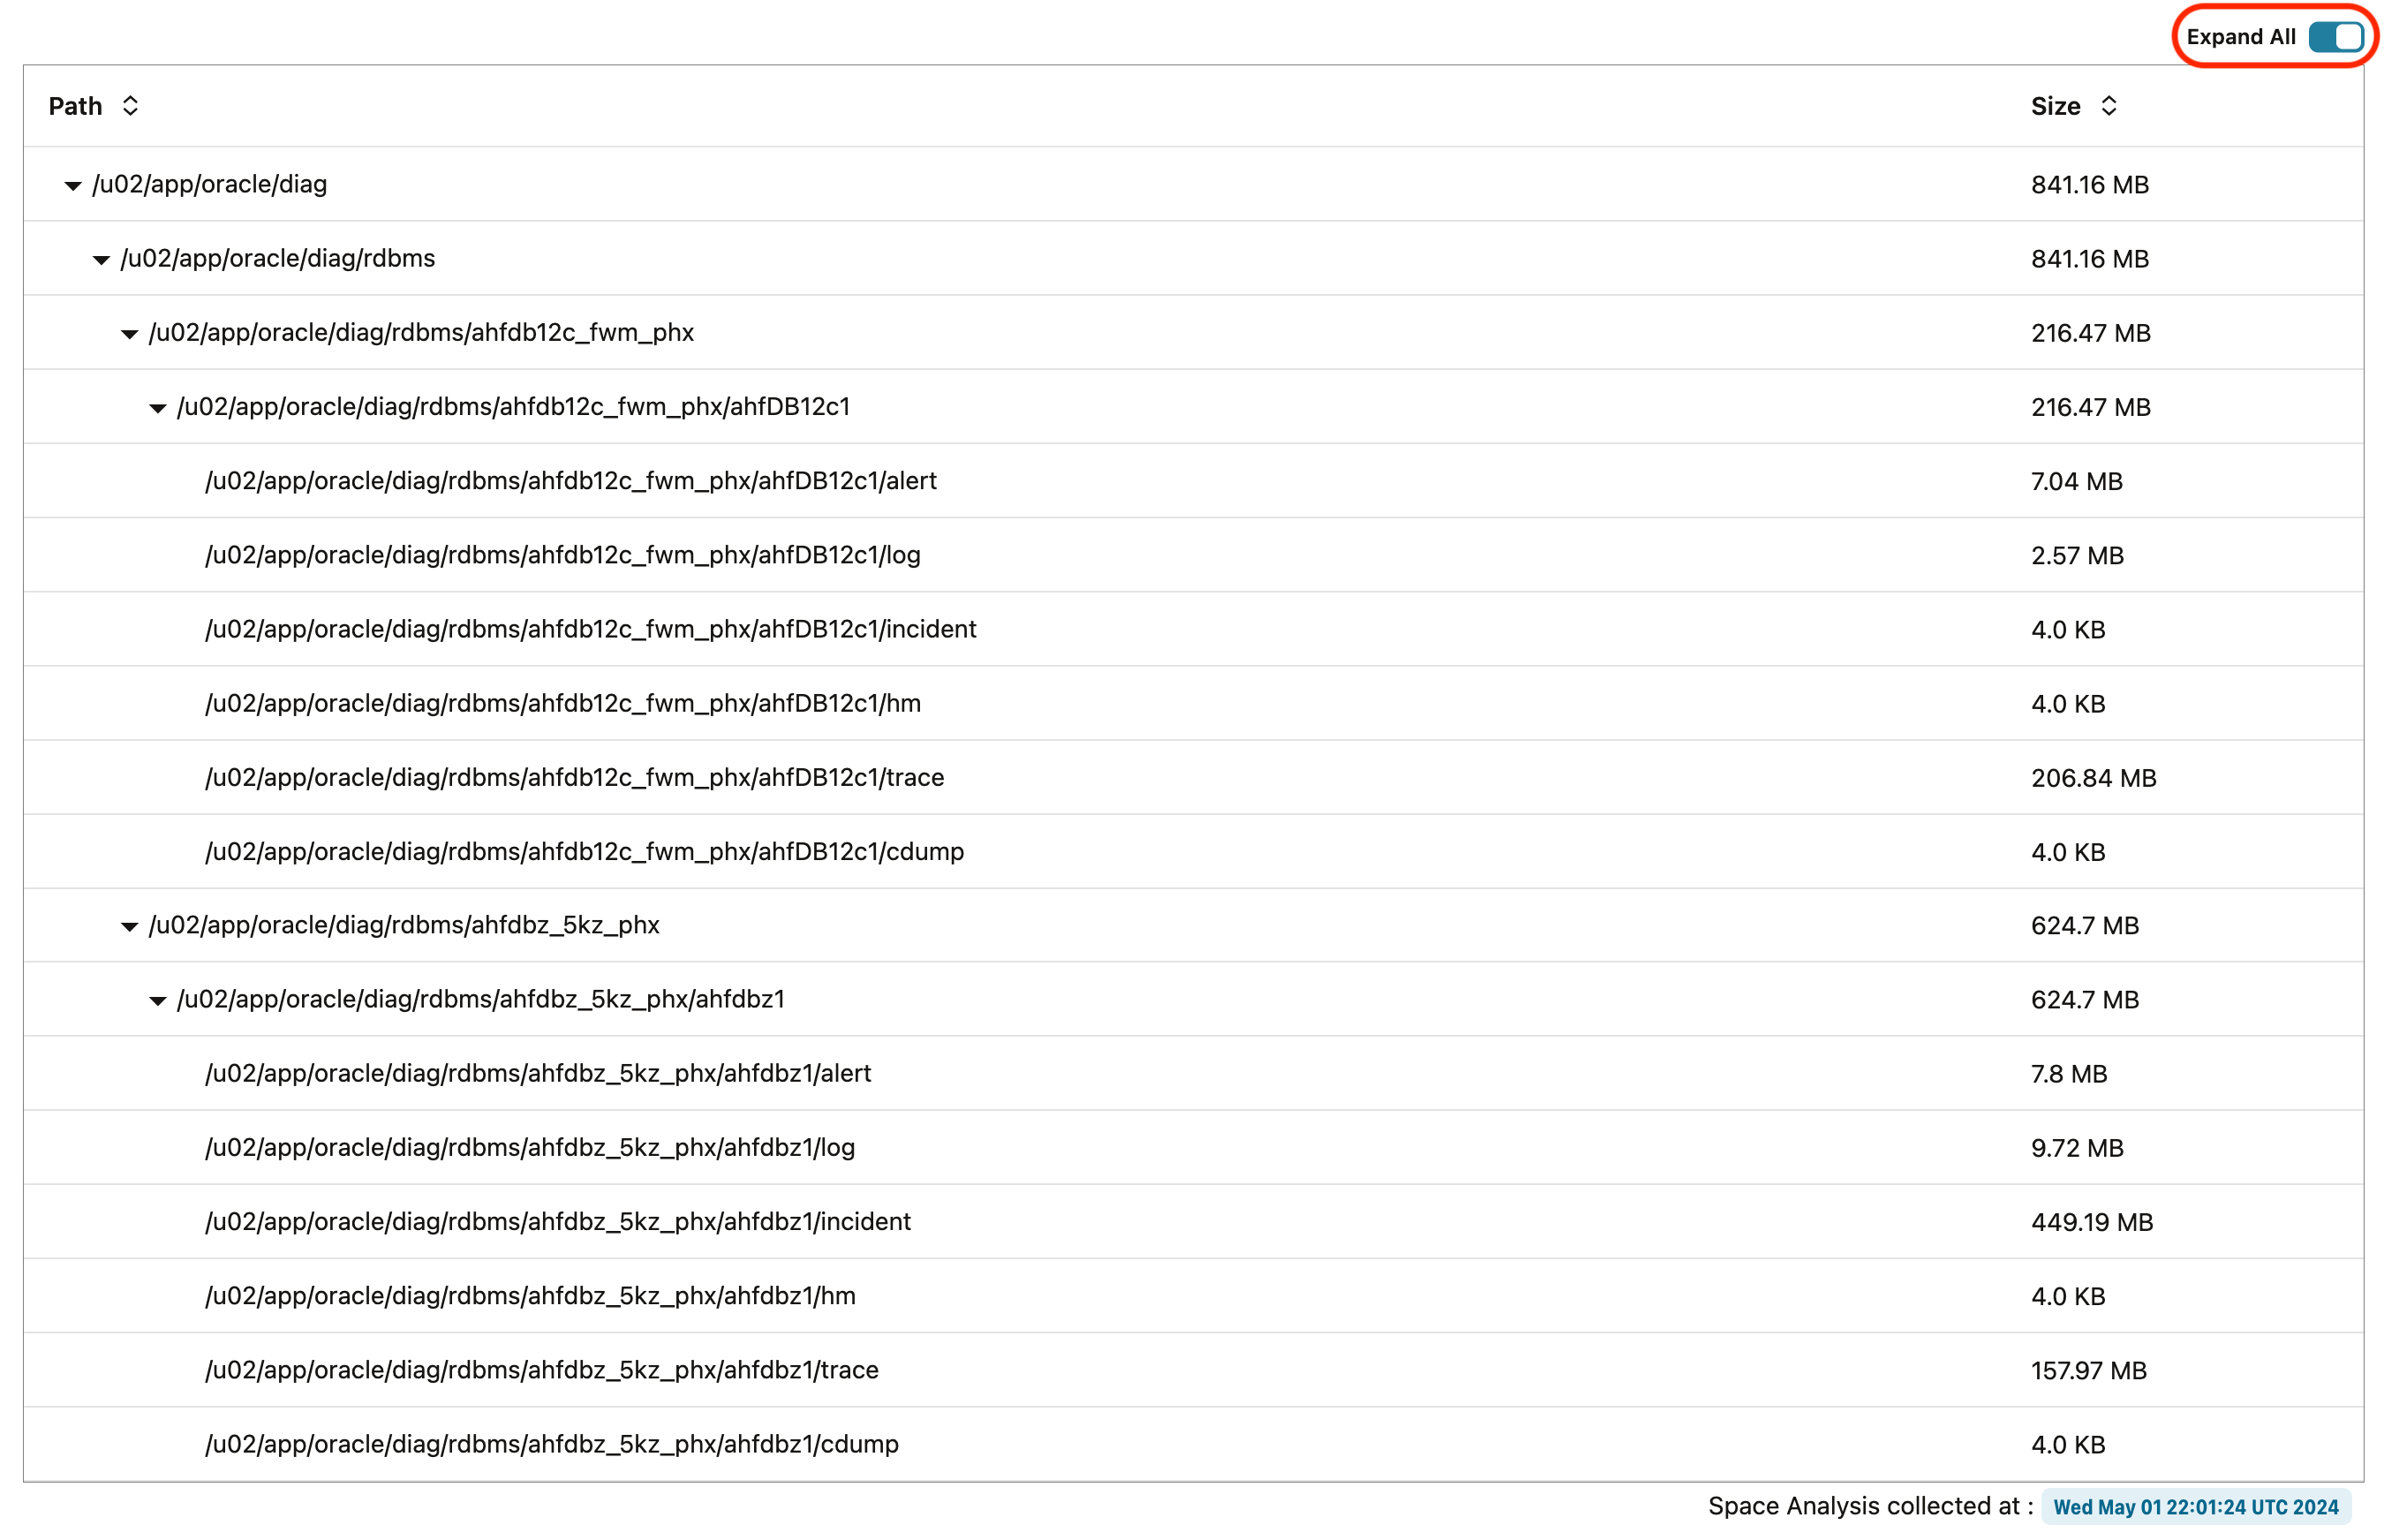 Expand All
Path Size
/u02/app/oracle/diag 841.16 MB
/u02/app/oracle/diag/rdbms 841.16 MB
/u02/app/oracle/diag/rdbms/ahfdb12c_fwm_phx 216.47 MB
/u02/app/oracle/diag/rdbms/ahfdb12c_fwm_phx/ahfDB12c1 216.47 MB
/u02/app/oracle/diag/rdbms/ahfdb12c_fwm_phx/ahfDB12c1/alert 7.04 MB
/u02/app/oracle/diag/rdbms/ahfdb12c_fwm_phx/ahfDB12c1/log 2.57 MB
/u02/app/oracle/diag/rdbms/ahfdb12c_fwm_phx/ahfDB12c1/incident 4.0 KB
/u02/app/oracle/diag/rdbms/ahfdb12c_fwm_phx/ahfDB12c1/hm 4.0 KB
/u02/app/oracle/diag/rdbms/ahfdb12c_fwm_phx/ahfDB12c1/trace 206.84 MB
/u02/app/oracle/diag/rdbms/ahfdb12c_fwm_phx/ahfDB12c1/cdump 4.0 KB
/u02/app/oracle/diag/rdbms/ahfdbz_5kz_phx 624.7 MB
/u02/app/oracle/diag/rdbms/ahfdbz_5kz_phx/ahfdbz1 624.7 MB
/u02/app/oracle/diag/rdbms/ahfdbz_5kz_phx/ahfdbz1/alert 7.8 MB
/u02/app/oracle/diag/rdbms/ahfdbz_5kz_phx/ahfdbz1/log 9.72 MB
/u02/app/oracle/diag/rdbms/ahfdbz_5kz_phx/ahfdbz1/incident 449.19 MB
/u02/app/oracle/diag/rdbms/ahfdbz_5kz_phx/ahfdbz1/hm 4.0 KB
/u02/app/oracle/diag/rdbms/ahfdbz_5kz_phx/ahfdbz1/trace 157.97 MB
/u02/app/oracle/diag/rdbms/ahfdbz_5kz_phx/ahfdbz1/cdump 4.0 KB
Space Analysis collected at : Wed May 01 22:01:24 UTC 2024